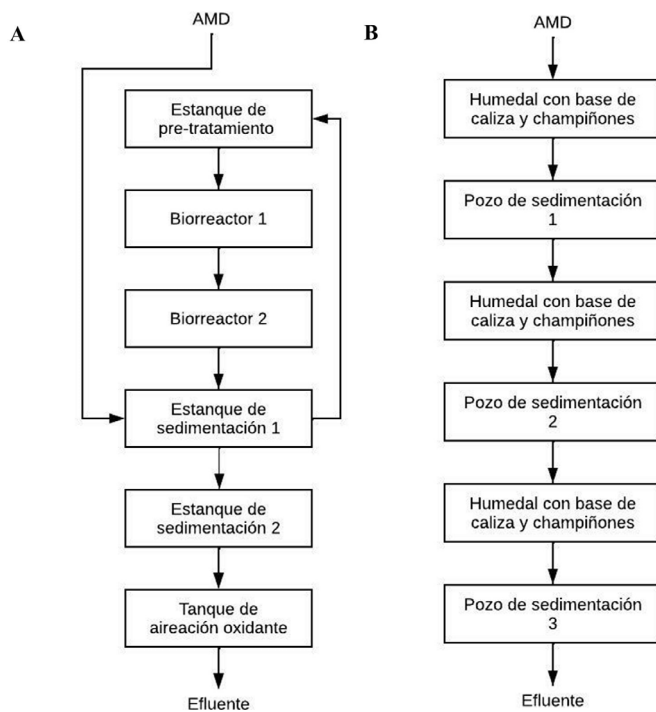 A
AMD
Estanque de
pre-tratamiento
Biorreactor 1
Biorreactor 2
Estanque de
sedimentación 1
Estanque de
sedimentación 2
Tanque de
aireación oxidante
Efluente
B
AMD
Humedal con base de
caliza y champiñones
Pozo de sedimentación
1
Humedal con base de
caliza y champiñones
Pozo de sedimentación
2
Humedal con base de
caliza y champiñones
Pozo de sedimentación
3
Efluente